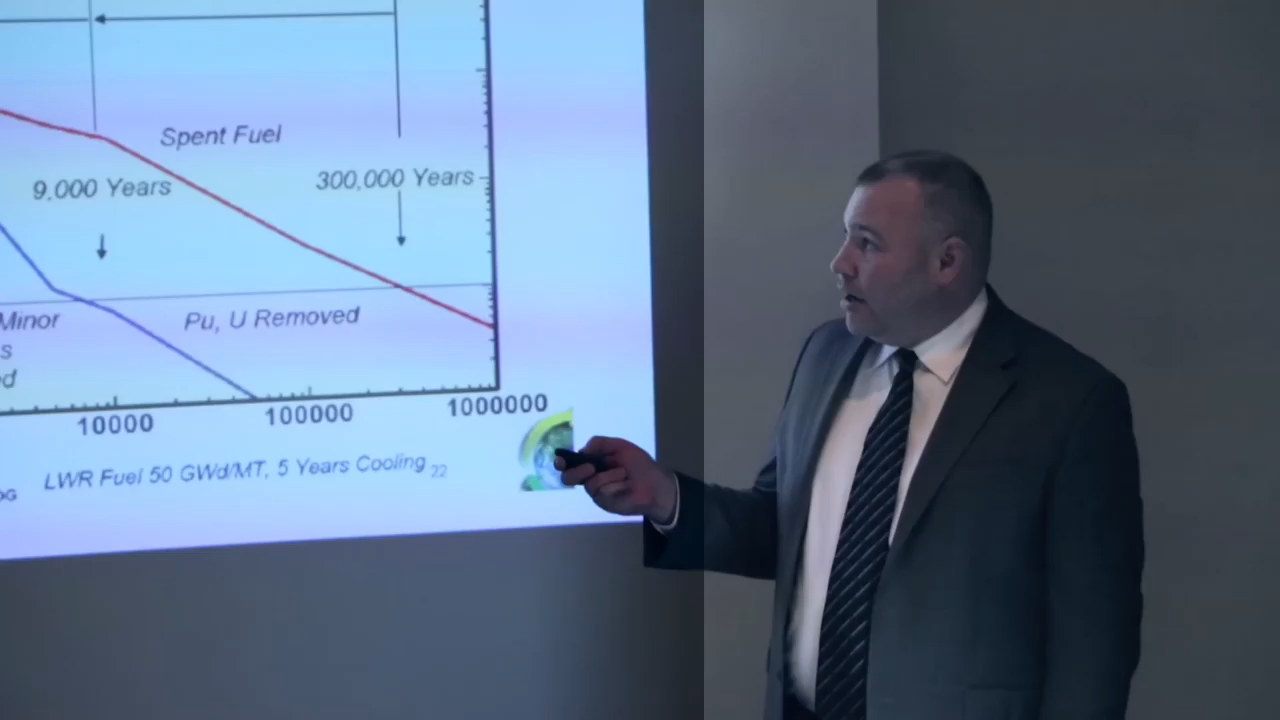 Spent Fuel
9,000 Years
300,000 Years
Minor
Pu, U Removed
10000
100000
1000000
LWR Fuel 50 GWd/MT, 5 Years Cooling
22